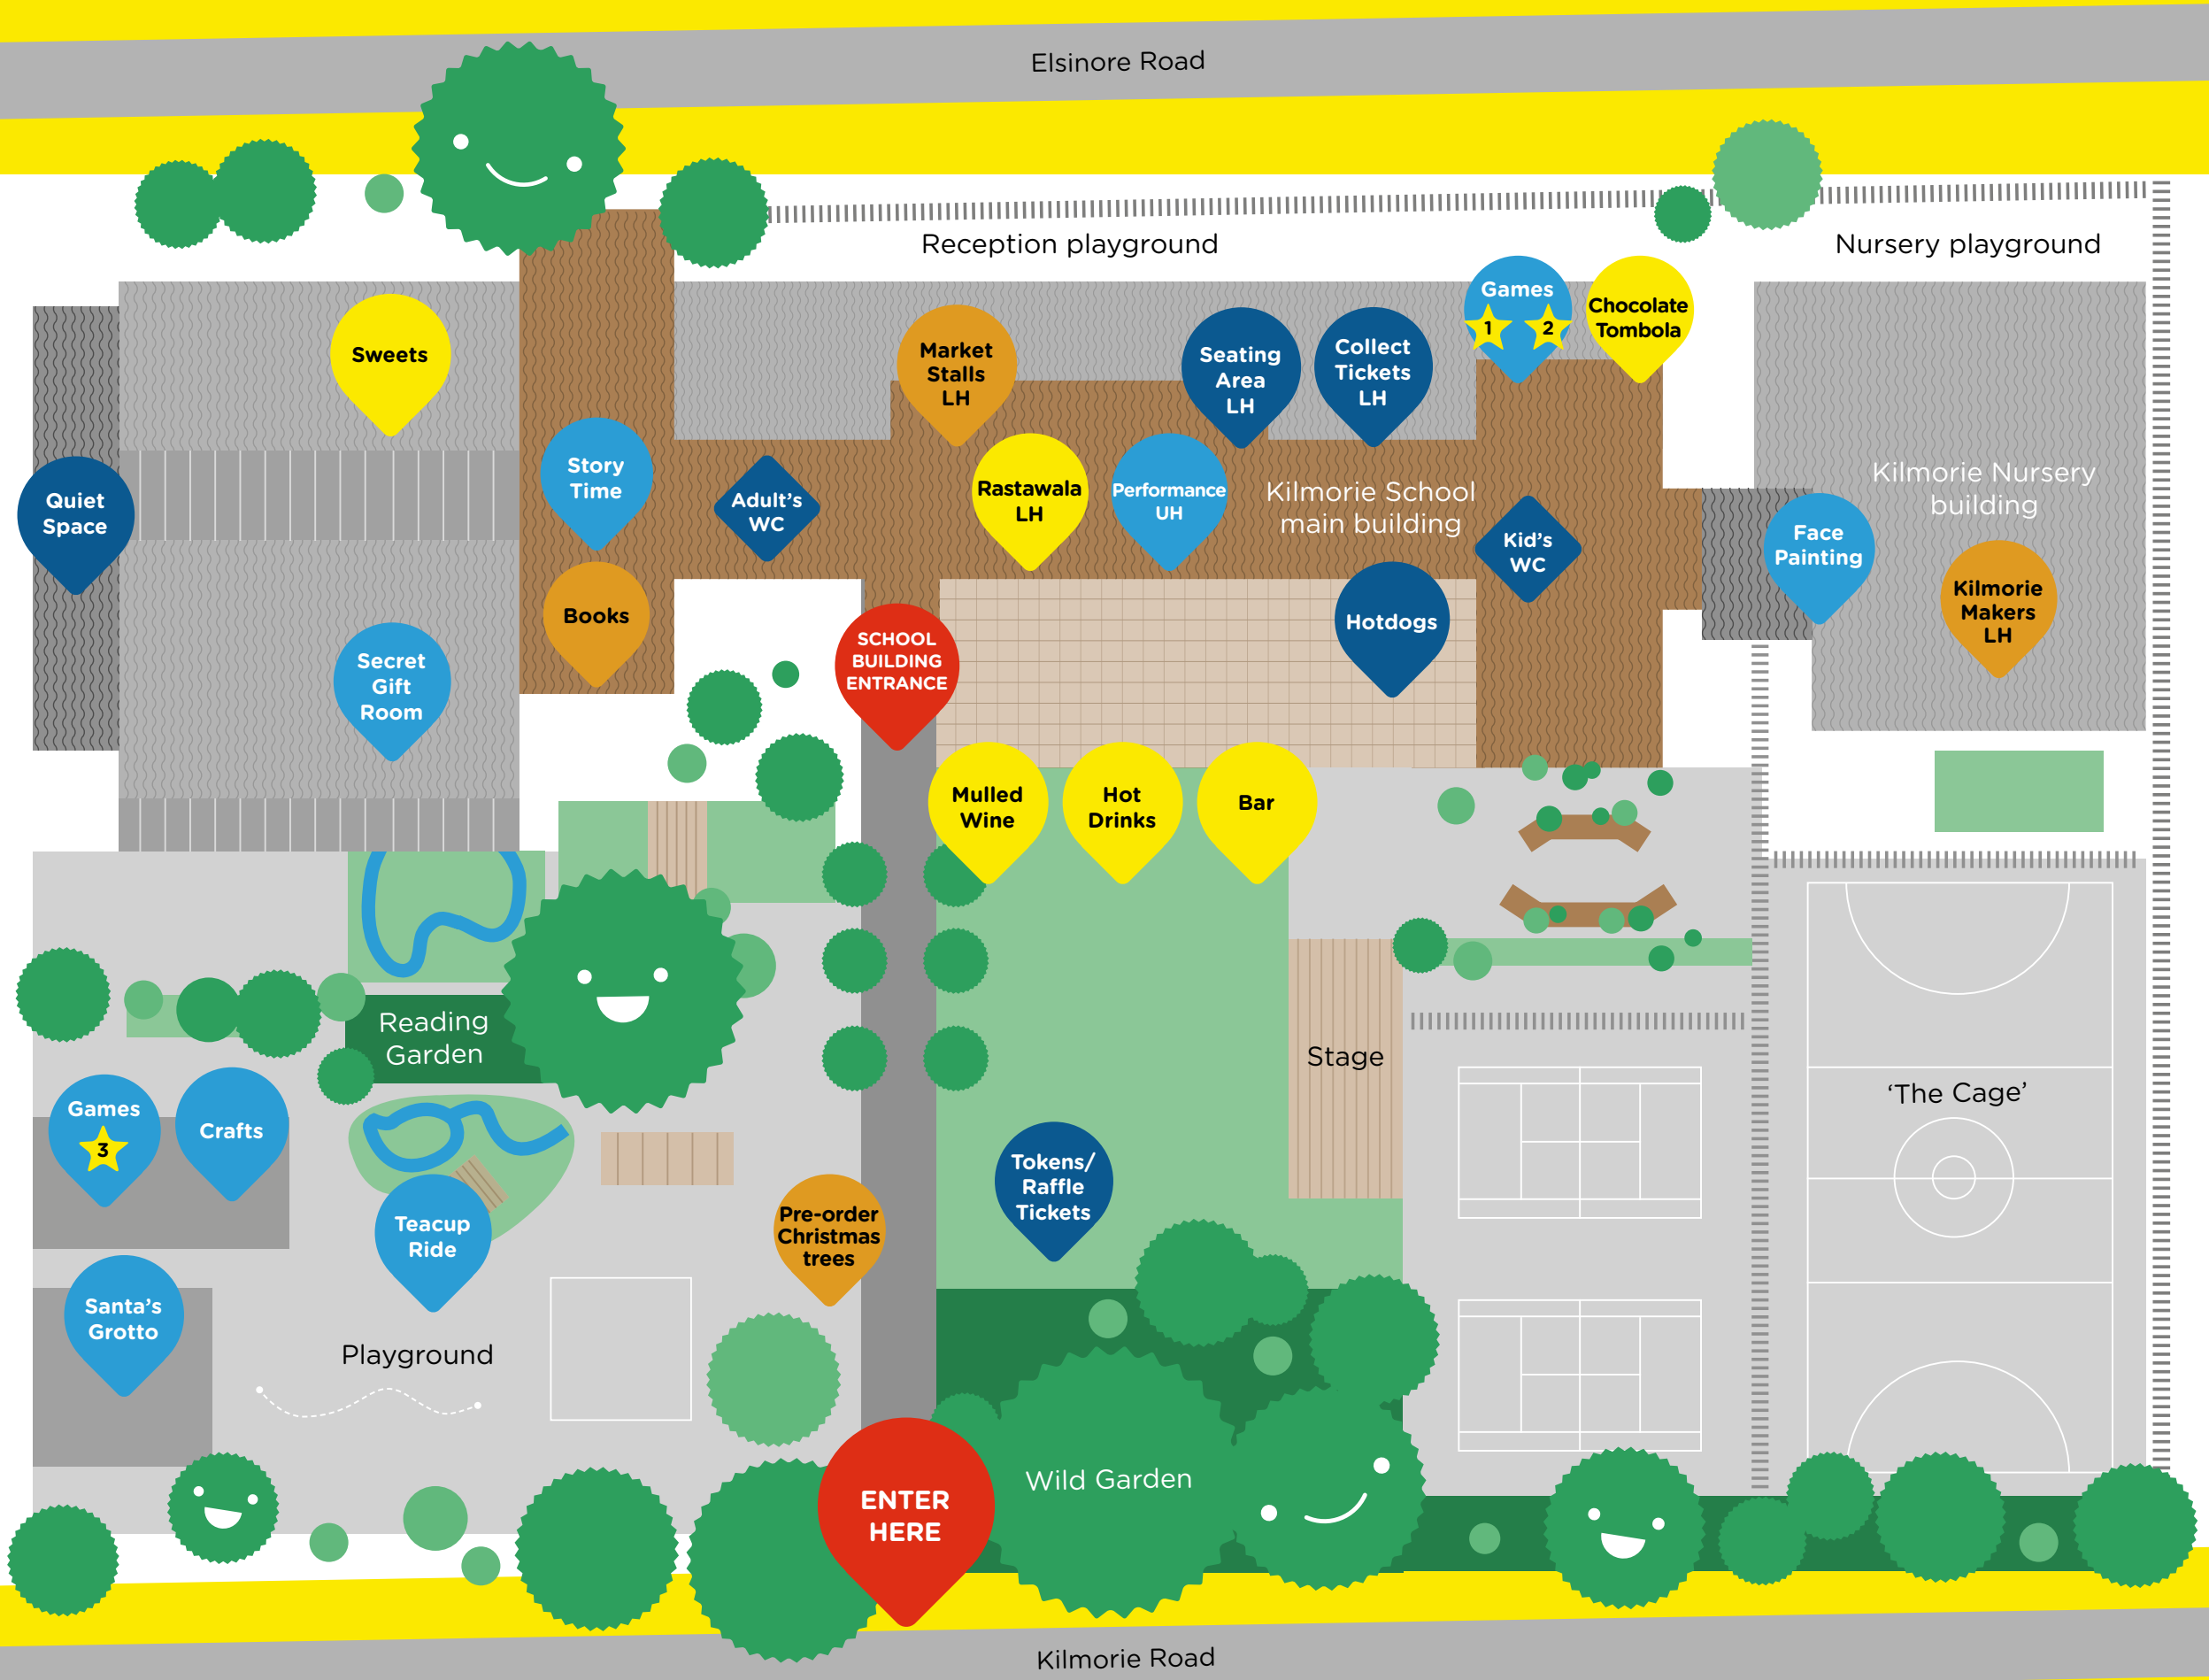 Elsinore Road
Reception playground
Nursery playground
Games
1
2
Chocolate
Tombola
Sweets
Market
Stalls
LH
Seating
Area
LH
Collect
Tickets
LH
Story
Time
Quiet
Space
Adult’s
WC
Rastawala
LH
Performance
UH
Kilmorie School
main building
Kid’s
WC
Face
Painting
Kilmorie Nursery
building
Kilmorie
Makers
LH
Books
Hotdogs
Secret
Gift
Room
SCHOOL
BUILDING
ENTRANCE
Mulled
Wine
Hot
Drinks
Bar
Reading
Garden
Stage
‘The Cage’
Games
3
Crafts
Teacup
Ride
Pre-order
Christmas
trees
Tokens/
Raffle
Tickets
Santa’s
Grotto
Playground
Wild Garden
ENTER
HERE
Kilmorie Road